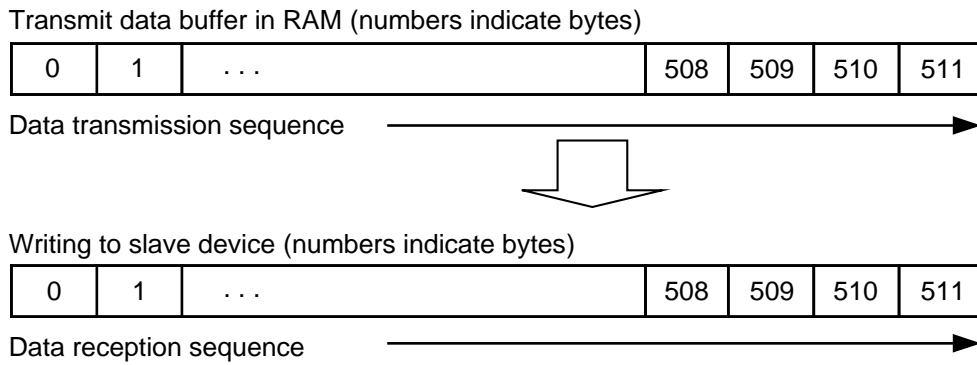 Transmit data buffer in RAM (numbers indicate bytes)
0 1 . . . 508 509 510 511
Data transmission sequence
Writing to slave device (numbers indicate bytes)
0 1 . . . 508 509 510 511
Data reception sequence